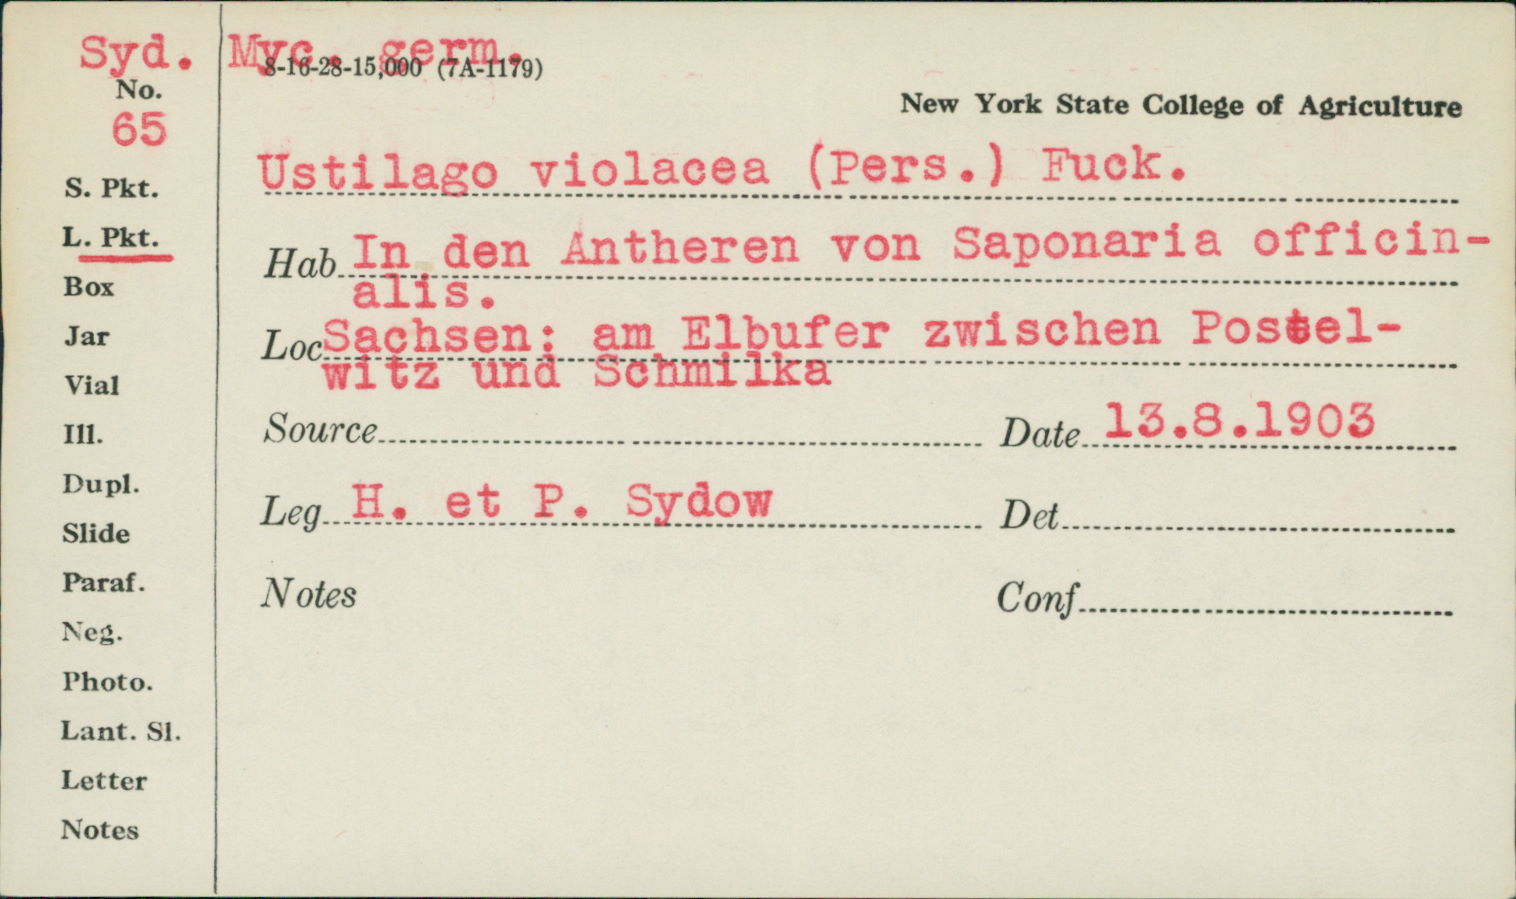 Syd. Myc. germ.
8-16-28-15,000 (7A-1179)
No.
65
New York State College of Agriculture
Ustilago violacea (Pers.) Fuck.
S. Pkt.
L. Pkt.
Hab In den Antheren von Saponaria officin-
alis.
Box
Jar
Loc Sachsen: am Elbufer zwischen Postel-
witz und Schmilka
Vial
Ill.
Source Date 13.8.1903
Dupl.
Leg H. et P. Sydow Det
Slide
Paraf.
Notes Conf
Neg.
Photo.
Lant. Sl.
Letter
Notes